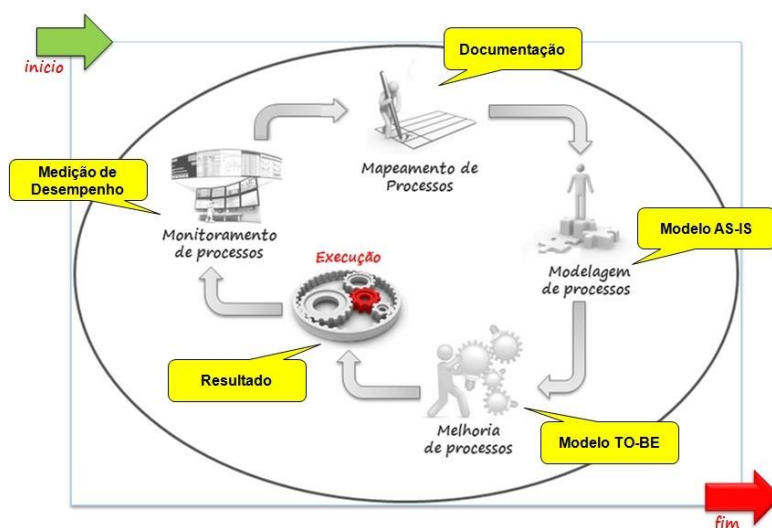 inicio
Documentação
Mapeamento de
Processos
Medição de
Desempenho
Monitoramento
de processos
Modelo AS-IS
Modelagem
de processos
Execução
Resultado
Melhoria
de processos
Modelo TO-BE
fim